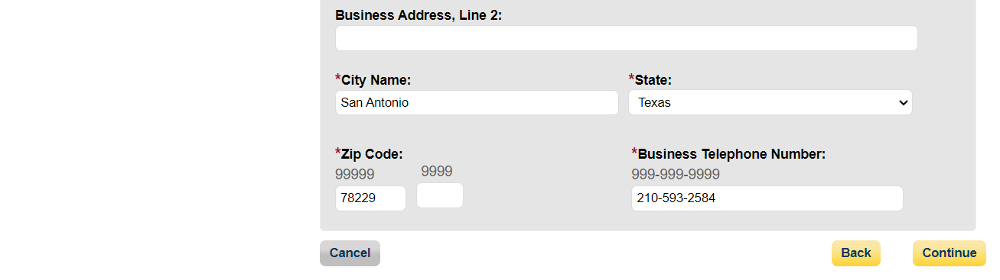 Business Address, Line 2:
*City Name: *State:
San Antonio Texas
*Zip Code: *Business Telephone Number:
99999 9999 999-999-9999
78229 210-593-2584
Cancel Back Continue